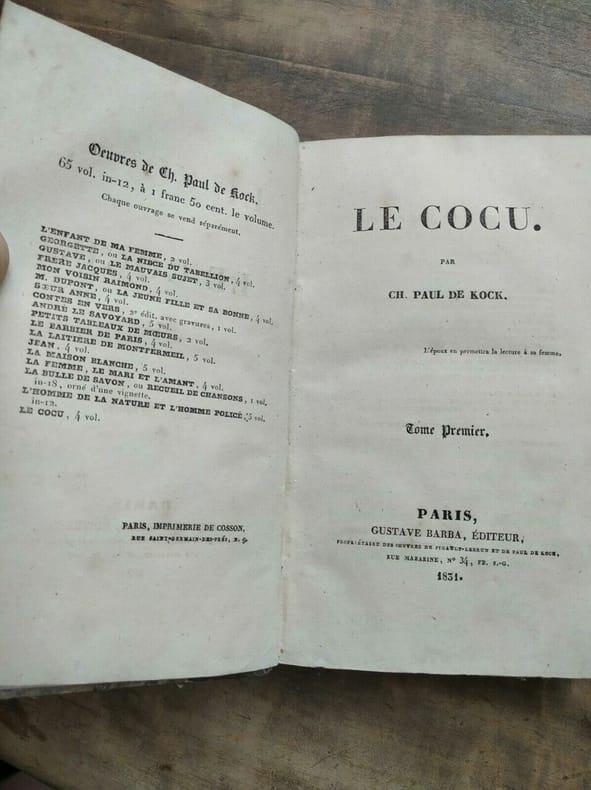 Oeuvres de Ch. Paul de Kock.
65 vol. in-12, à 1 franc 50 cent. le volume.
Chaque ouvrage se vend séparément.
L'ENFANT DE MA FEMME, 2 vol.
GEORGETTE, ou LA NIÈCE DU TABELLION, 4 vol.
GUSTAVE, ou LE MAUVAIS SUJET, 3 vol.
FRÈRE JACQUES, 4 vol.
MON VOISIN RAIMOND, 4 vol.
M. DUPONT, ou LA JEUNE FILLE ET SA BONNE, 4 vol.
SŒUR ANNE, 4 vol.
CONTES EN VERS, 2e édit. avec gravures, 1 vol.
ANDRÉ LE SAVOYARD, 5 vol.
PETITS TABLEAUX DE MŒURS, 2 vol.
LE BARBIER DE PARIS, 4 vol.
LA LAITIÈRE DE MONTFERMEIL, 5 vol.
JEAN, 4 vol.
LA MAISON BLANCHE, 5 vol.
LA FEMME, LE MARI ET L'AMANT, 4 vol.
LA BULLE DE SAVON, ou RECUEIL DE CHANSONS, 1 vol.
in-18, orné d'une vignette.
L'HOMME DE LA NATURE ET L'HOMME POLICÉ, 5 vol.
in-12.
LE COCU, 4 vol.
PARIS, IMPRIMERIE DE COSSON,
RUE SAINT-GERMAIN-DES-PRÉS, N. 9.
LE COCU.
PAR
CH. PAUL DE KOCK.
L'époux en permettra la lecture à sa femme.
Tome Premier.
PARIS,
GUSTAVE BARBA, ÉDITEUR,
PROPRIÉTAIRE DES ŒUVRES DE PIGAULT-LEBRUN ET DE PAUL DE KOCK,
RUE MAZARINE, N° 34, FB. S.-G.
1831.